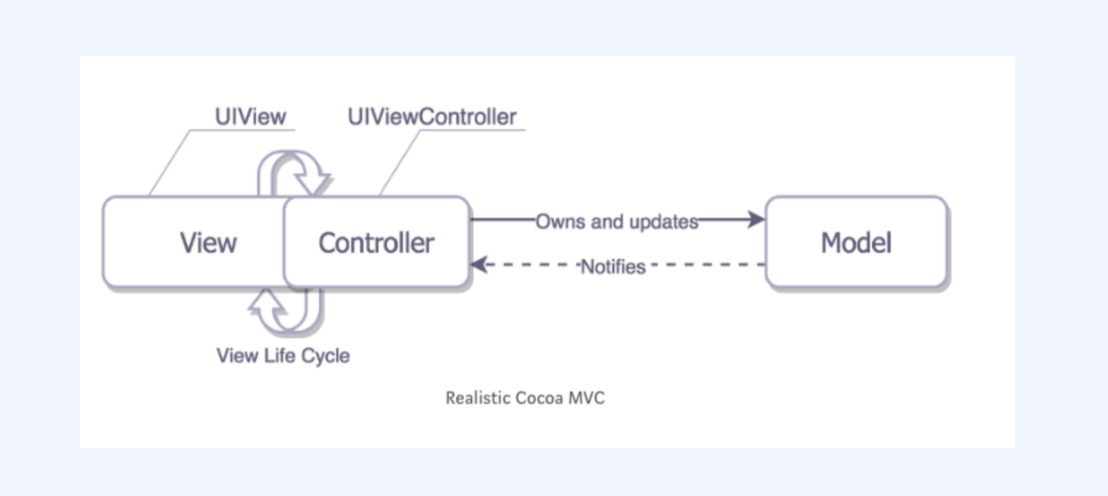 UIView
UIViewController
View
Controller
Owns and updates
Notifies
Model
View Life Cycle
Realistic Cocoa MVC